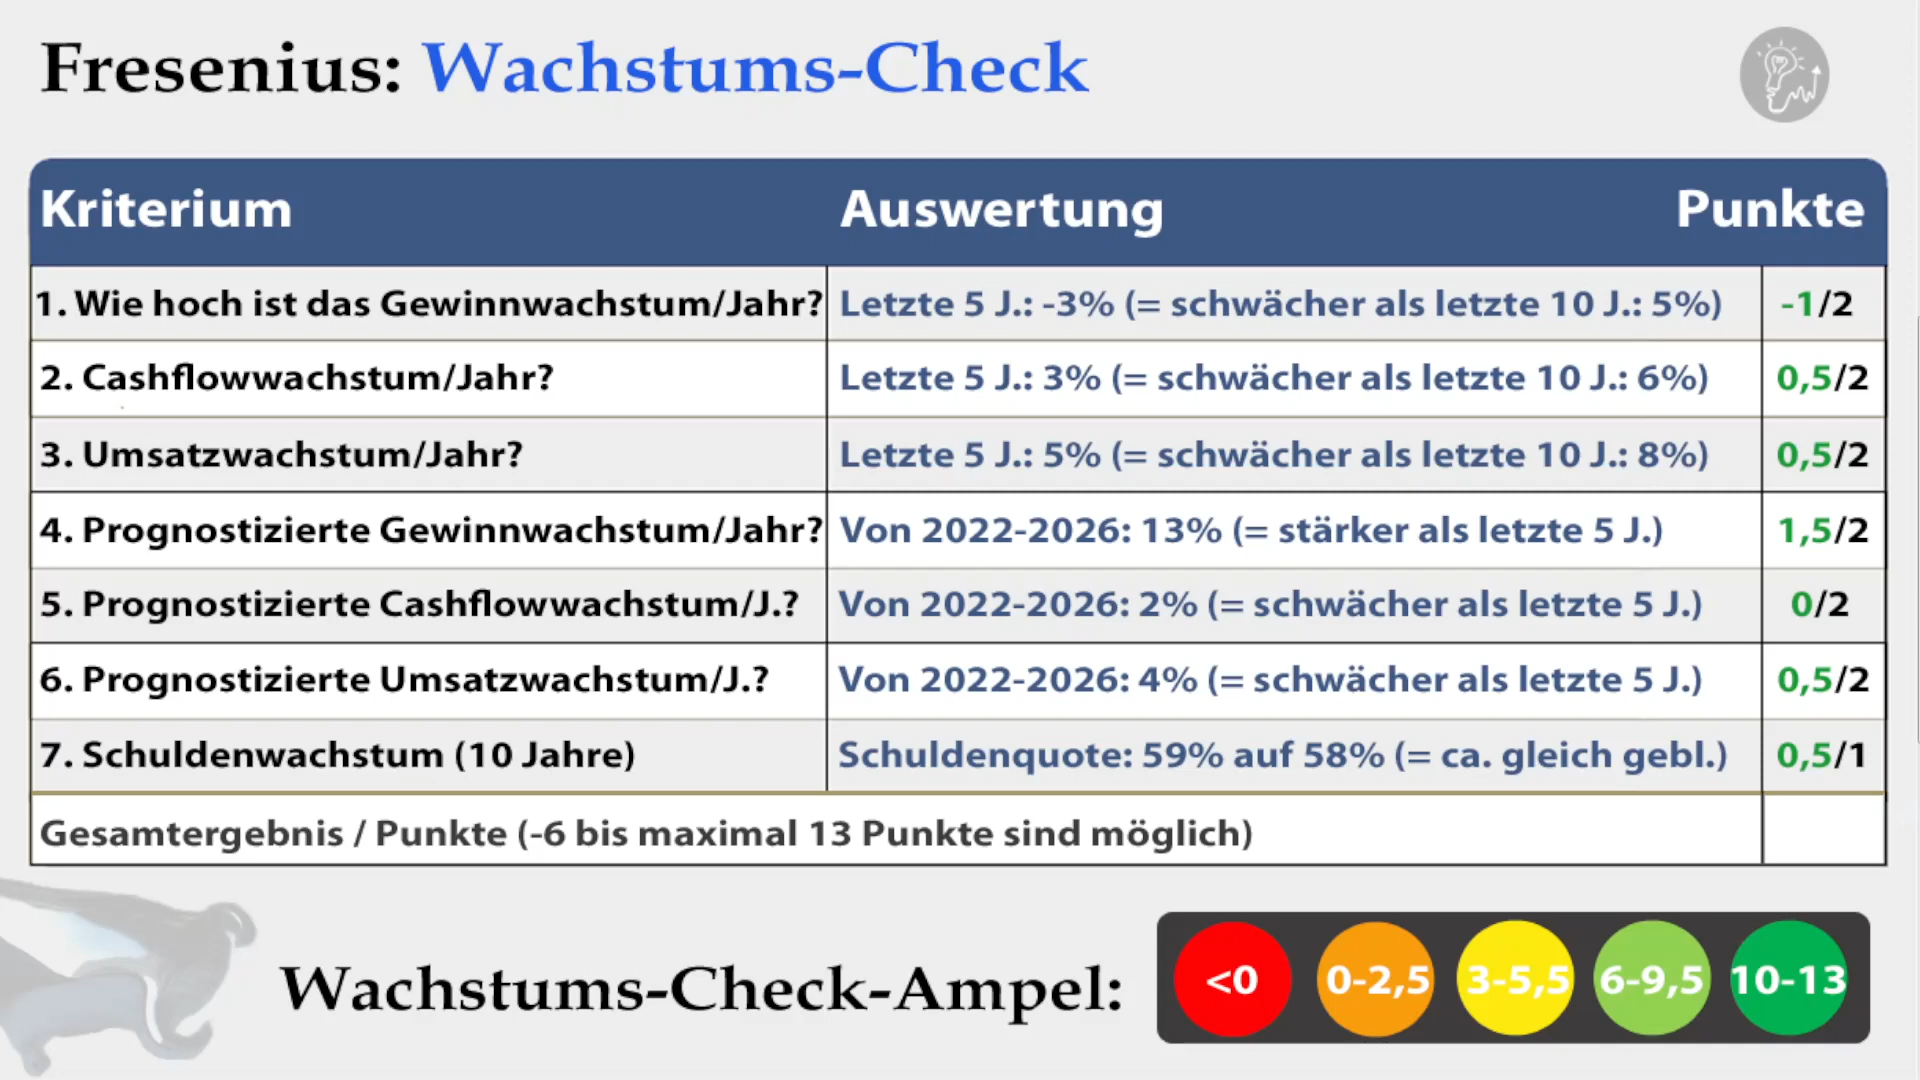 Fresenius: Wachstums-Check
Kriterium Auswertung Punkte
1. Wie hoch ist das Gewinnwachstum/Jahr? Letzte 5 J.: -3% (= schwächer als letzte 10 J.: 5%) -1/2
2. Cashflowwachstum/Jahr? Letzte 5 J.: 3% (= schwächer als letzte 10 J.: 6%) 0,5/2
3. Umsatzwachstum/Jahr? Letzte 5 J.: 5% (= schwächer als letzte 10 J.: 8%) 0,5/2
4. Prognostizierte Gewinnwachstum/Jahr? Von 2022-2026: 13% (= stärker als letzte 5 J.) 1,5/2
5. Prognostizierte Cashflowwachstum/J.? Von 2022-2026: 2% (= schwächer als letzte 5 J.) 0/2
6. Prognostizierte Umsatzwachstum/J.? Von 2022-2026: 4% (= schwächer als letzte 5 J.) 0,5/2
7. Schuldenwachstum (10 Jahre) Schuldenquote: 59% auf 58% (= ca. gleich gebl.) 0,5/1
Gesamtergebnis / Punkte (-6 bis maximal 13 Punkte sind möglich)
Wachstums-Check-Ampel: <0 0-2,5 3-5,5 6-9,5 10-13